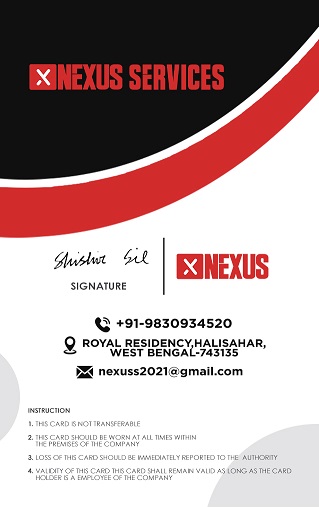 NEXUS SERVICES
Shishir Sil
SIGNATURE
NEXUS
+91-9830934520
ROYAL RESIDENCY,HALISAHAR,
WEST BENGAL-743135
nexuss2021@gmail.com
INSTRUCTION
1. THIS CARD IS NOT TRANSFERABLE
2. THIS CARD SHOULD BE WORN AT ALL TIMES WITHIN
THE PREMISES OF THE COMPANY
3. LOSS OF THIS CARD SHOULD BE IMMEDIATELY REPORTED TO THE AUTHORITY
4. VALIDITY OF THIS CARD THIS CARD SHALL REMAIN VALID AS LONG AS THE CARD
HOLDER IS A EMPLOYEE OF THE COMPANY